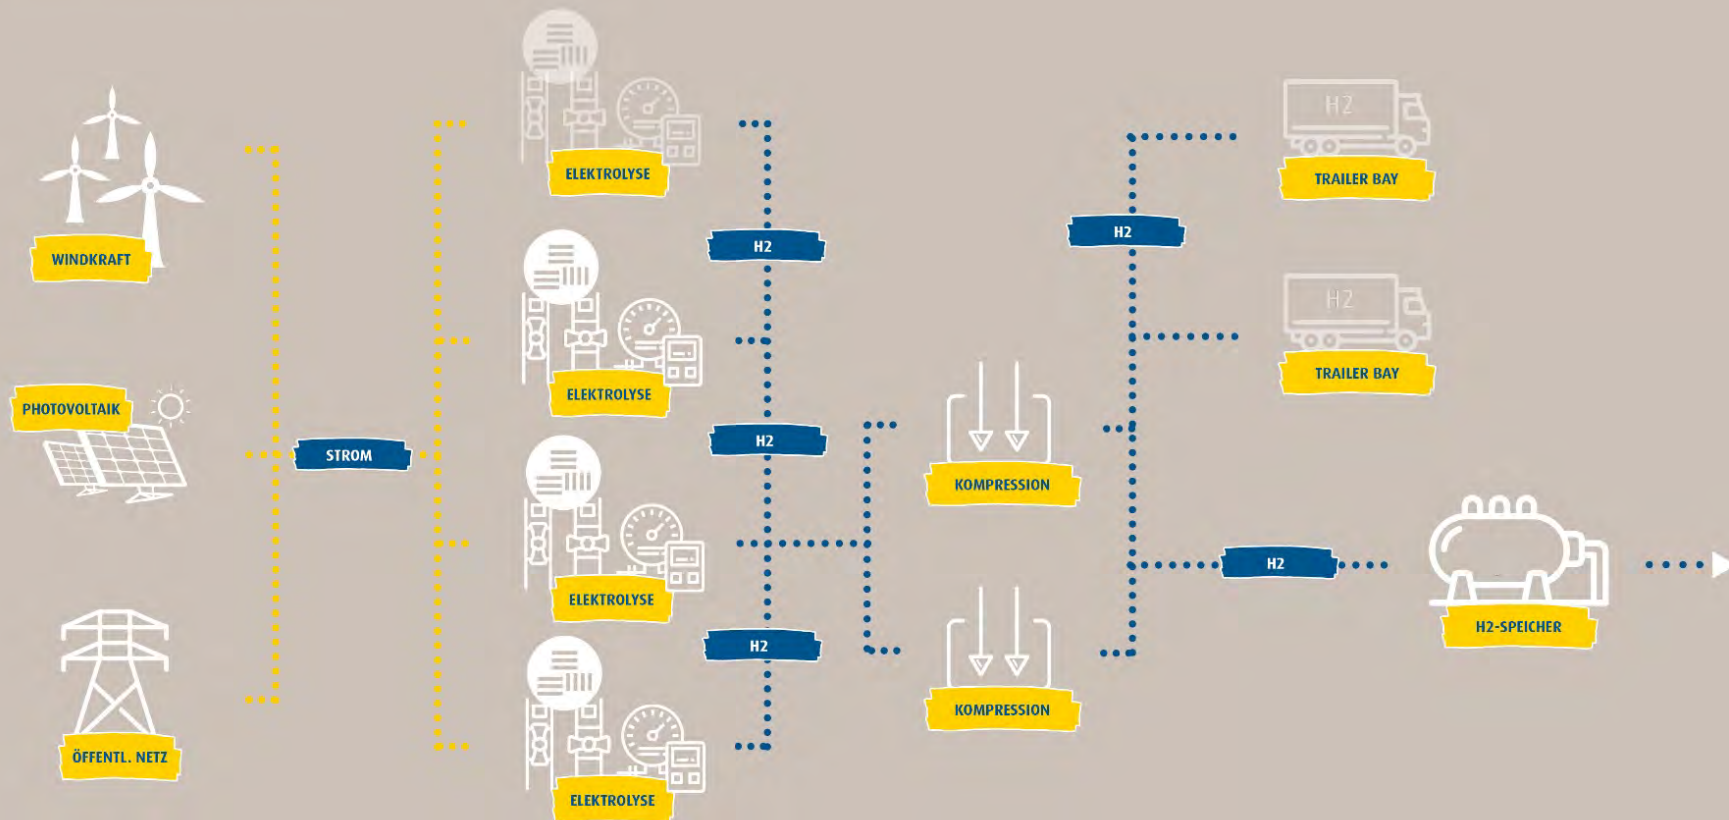 WINDKRAFT
PHOTOVOLTAIK
ÖFFENTL. NETZ
STROM
ELEKTROLYSE
ELEKTROLYSE
ELEKTROLYSE
ELEKTROLYSE
H2
H2
H2
KOMPRESSION
KOMPRESSION
H2
H2
H2
TRAILER BAY
H2
TRAILER BAY
H2-SPEICHER